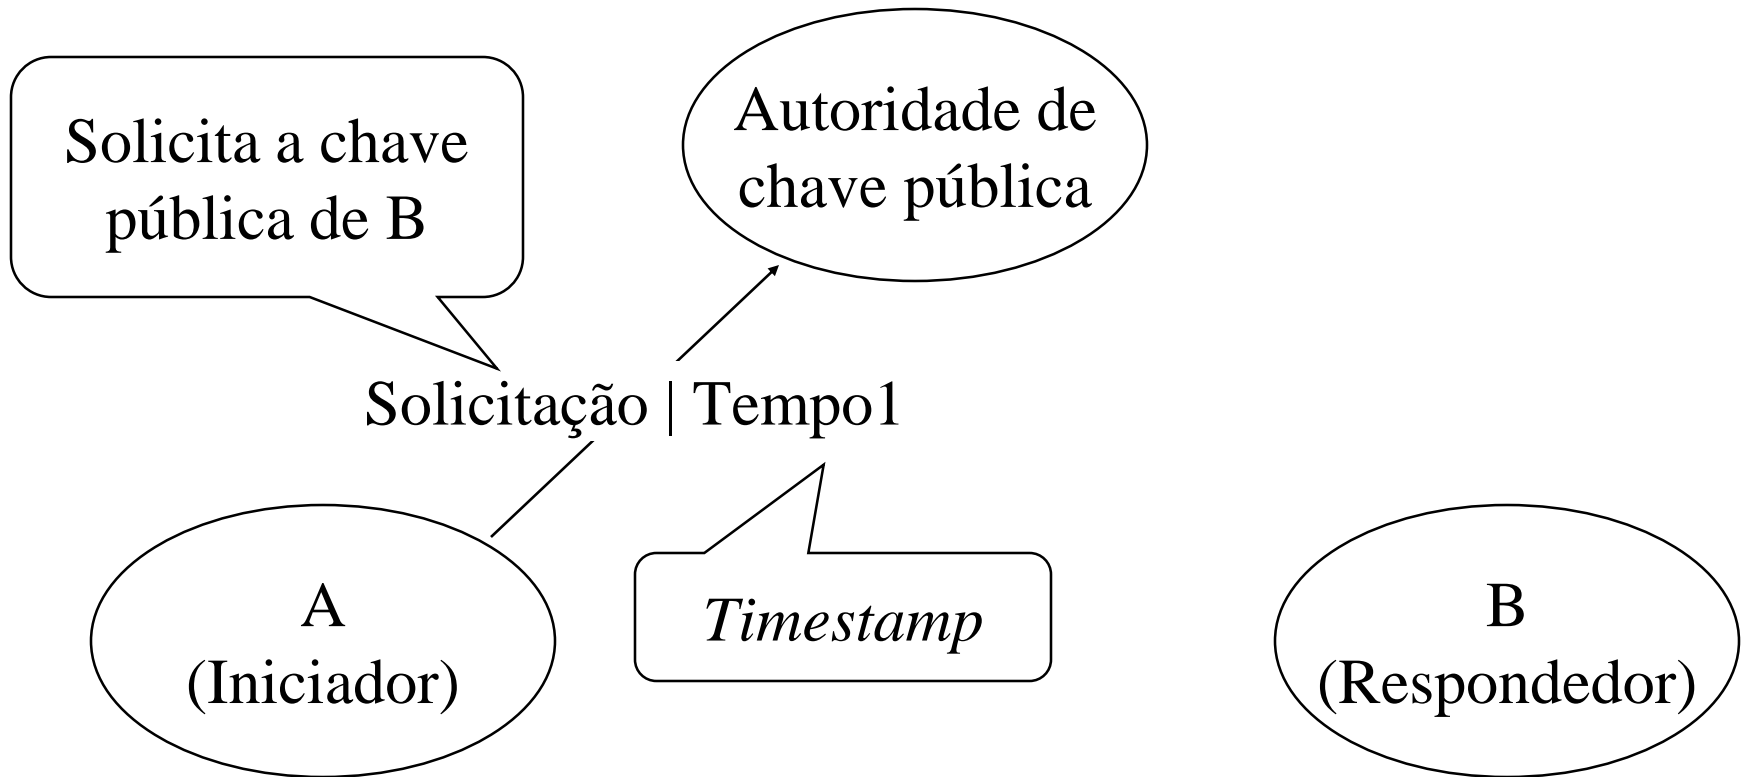 Solicita a chave
pública de B
Autoridade de
chave pública
Solicitação | Tempo1
Timestamp
A
(Iniciador)
B
(Respondedor)